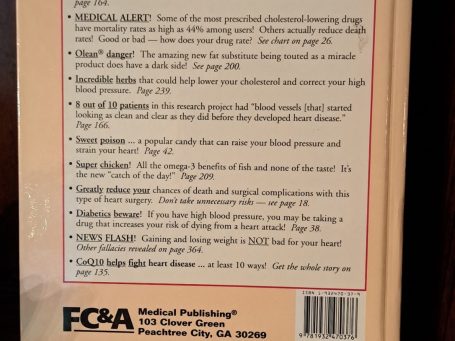 page 164.
• MEDICAL ALERT! Some of the most prescribed cholesterol-lowering drugs
have mortality rates as high as 44% among users! Others actually reduce death
rates! Good or bad — how does your drug rate? See chart on page 26.
• Olean® danger! The amazing new fat substitute being touted as a miracle
product does have a dark side! See page 200.
• Incredible herbs that could help lower your cholesterol and correct your high
blood pressure. Page 239.
• 8 out of 10 patients in this research project had "blood vessels [that] started
looking as clean and clear as they did before they developed heart disease."
Page 166.
• Sweet poison ... a popular candy that can raise your blood pressure and
strain your heart! Page 42.
• Super chicken! All the omega-3 benefits of fish and none of the taste! It's
the new "catch of the day!" Page 209.
• Greatly reduce your chances of death and surgical complications with this
type of heart surgery. Don't take unnecessary risks — see page 18.
• Diabetics beware! If you have high blood pressure, you may be taking a
drug that increases your risk of dying from a heart attack! Page 38.
• NEWS FLASH! Gaining and losing weight is NOT bad for your heart!
Other fallacies revealed on page 364.
• CoQ10 helps fight heart disease ... at least 10 ways! Get the whole story on
page 135.
FC&A
Medical Publishing®
103 Clover Green
Peachtree City, GA 30269
ISBN 1-932470-37-9
9 781932 470376